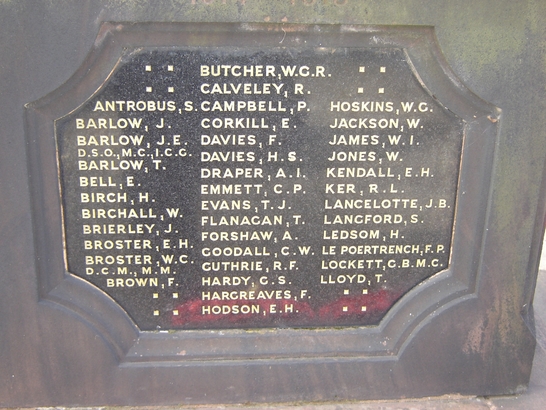 ANTROBUS, S.
BARLOW, J.
BARLOW, J.E.
D.S.O., M.C., I.C.G.
BARLOW, T.
BELL, E.
BIRCH, H.
BIRCHALL, W.
BRIERLEY, J.
BROSTER, E.H.
BROSTER, W.C.
D.C.M., M.M.
BROWN, F.
BUTCHER, W.G.R.
CALVELEY, R.
CAMPBELL, P.
CORKILL, E.
DAVIES, F.
DAVIES, H.S.
DRAPER, A.I.
EMMETT, C.P.
EVANS, T.J.
FLANAGAN, T.
FORSHAW, A.
GOODALL, C.W.
GUTHRIE, R.F.
HARDY, C.S.
HARGREAVES, F.
HODSON, E.H.
HOSKINS, W.G.
JACKSON, W.
JAMES, W.I.
JONES, W.
KENDALL, E.H.
KER, R.L.
LANCELOTTE, J.B.
LANGFORD, S.
LEDSOM, H.
LE POERTRENCH, F.P.
LOCKETT, G.B.M.C.
LLOYD, T.